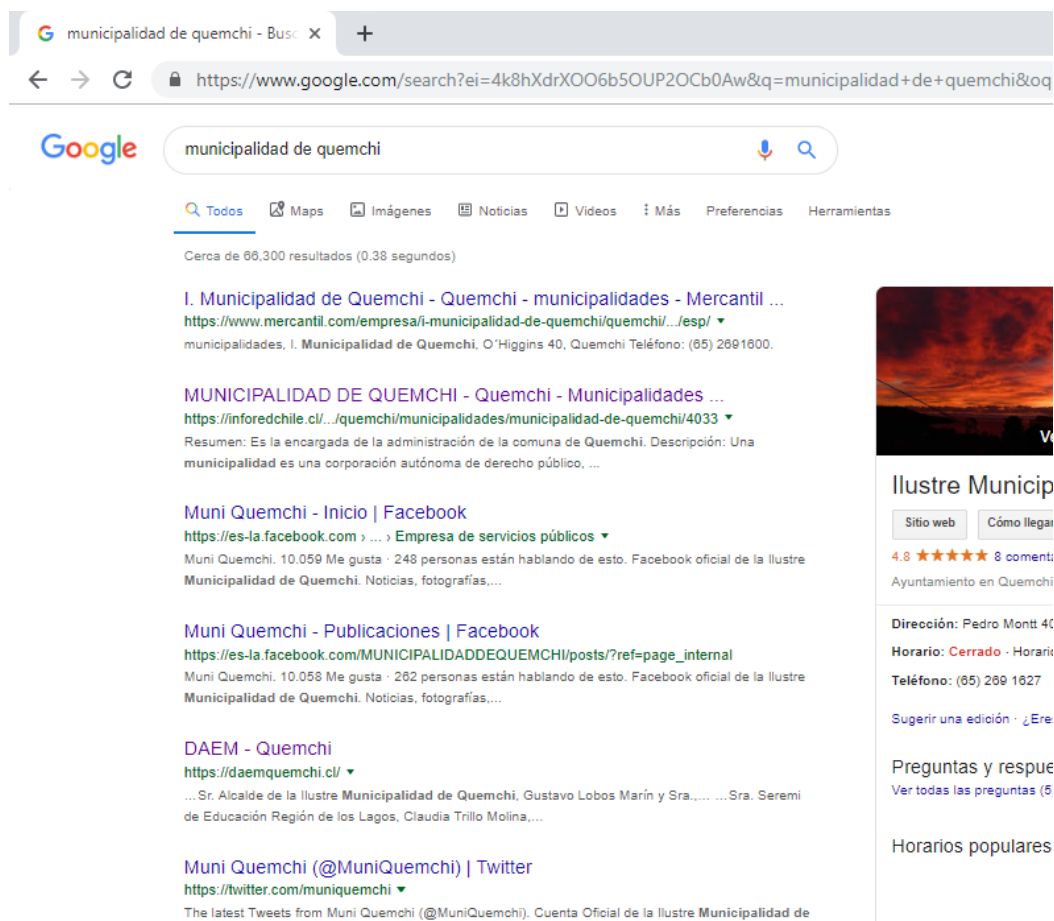 municipalidad de quemchi - Busc
https://www.google.com/search?ei=4k8hXdrXOO6b5OUP2OCb0Aw&q=municipalidad+de+quemchi&oq
Google
municipalidad de quemchi
Todos Maps Imágenes Noticias Videos Más Preferencias Herramientas
Cerca de 66,300 resultados (0.38 segundos)
I. Municipalidad de Quemchi - Quemchi - municipalidades - Mercantil ...
https://www.mercantil.com/empresa/i-municipalidad-de-quemchi/quemchi/.../esp/
municipalidades, I. Municipalidad de Quemchi, O´Higgins 40, Quemchi Teléfono: (65) 2691600.
MUNICIPALIDAD DE QUEMCHI - Quemchi - Municipalidades ...
https://inforedchile.cl/.../quemchi/municipalidades/municipalidad-de-quemchi/4033
Resumen: Es la encargada de la administración de la comuna de Quemchi. Descripción: Una
municipalidad es una corporación autónoma de derecho público, ...
Muni Quemchi - Inicio | Facebook
https://es-la.facebook.com › ... › Empresa de servicios públicos
Muni Quemchi. 10.059 Me gusta · 248 personas están hablando de esto. Facebook oficial de la Ilustre
Municipalidad de Quemchi. Noticias, fotografías,...
Muni Quemchi - Publicaciones | Facebook
https://es-la.facebook.com/MUNICIPALIDADDEQUEMCHI/posts/?ref=page_internal
Muni Quemchi. 10.058 Me gusta · 262 personas están hablando de esto. Facebook oficial de la Ilustre
Municipalidad de Quemchi. Noticias, fotografías,...
DAEM - Quemchi
https://daemquemchi.cl/
...Sr. Alcalde de la Ilustre Municipalidad de Quemchi, Gustavo Lobos Marín y Sra.,... ...Sra. Seremi
de Educación Región de los Lagos, Claudia Trillo Molina,...
Muni Quemchi (@MuniQuemchi) | Twitter
https://twitter.com/muniquemchi
The latest Tweets from Muni Quemchi (@MuniQuemchi). Cuenta Oficial de la Ilustre Municipalidad de
Ve
Ilustre Municip
Sitio web Cómo llegar
4.8 ★★★★★ 8 comenta
Ayuntamiento en Quemchi
Dirección: Pedro Montt 40
Horario: Cerrado · Horario
Teléfono: (65) 269 1627
Sugerir una edición · ¿Eres
Preguntas y respue
Ver todas las preguntas (5)
Horarios populares